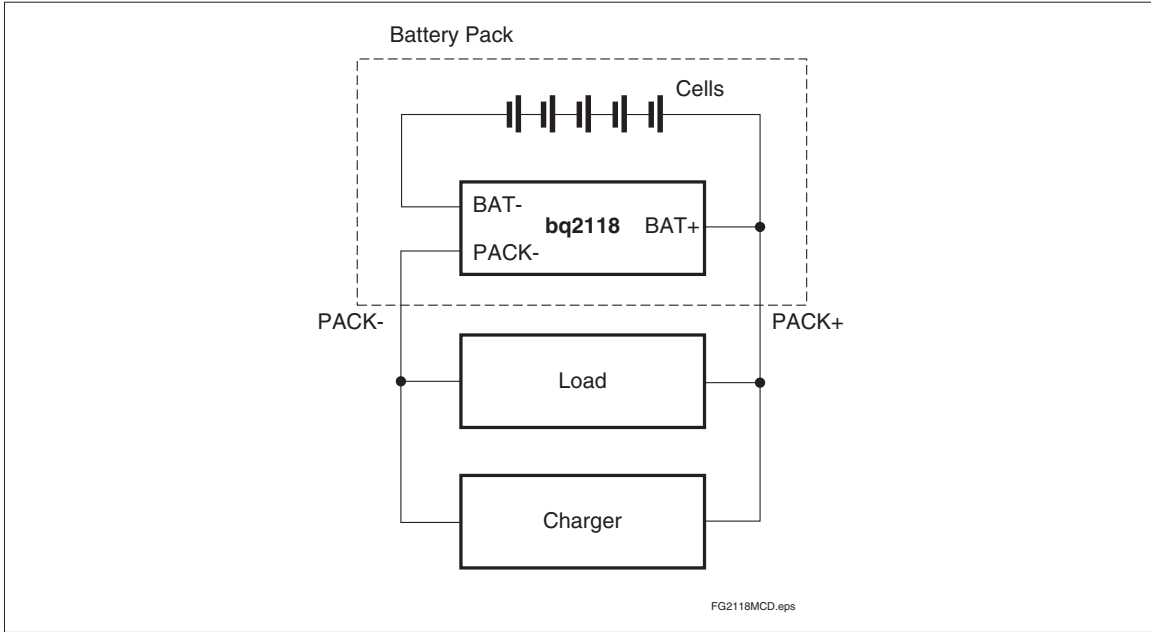 Battery Pack
Cells
BAT-
bq2118
BAT+
PACK-
PACK-
PACK+
Load
Charger
FG2118MCD.eps